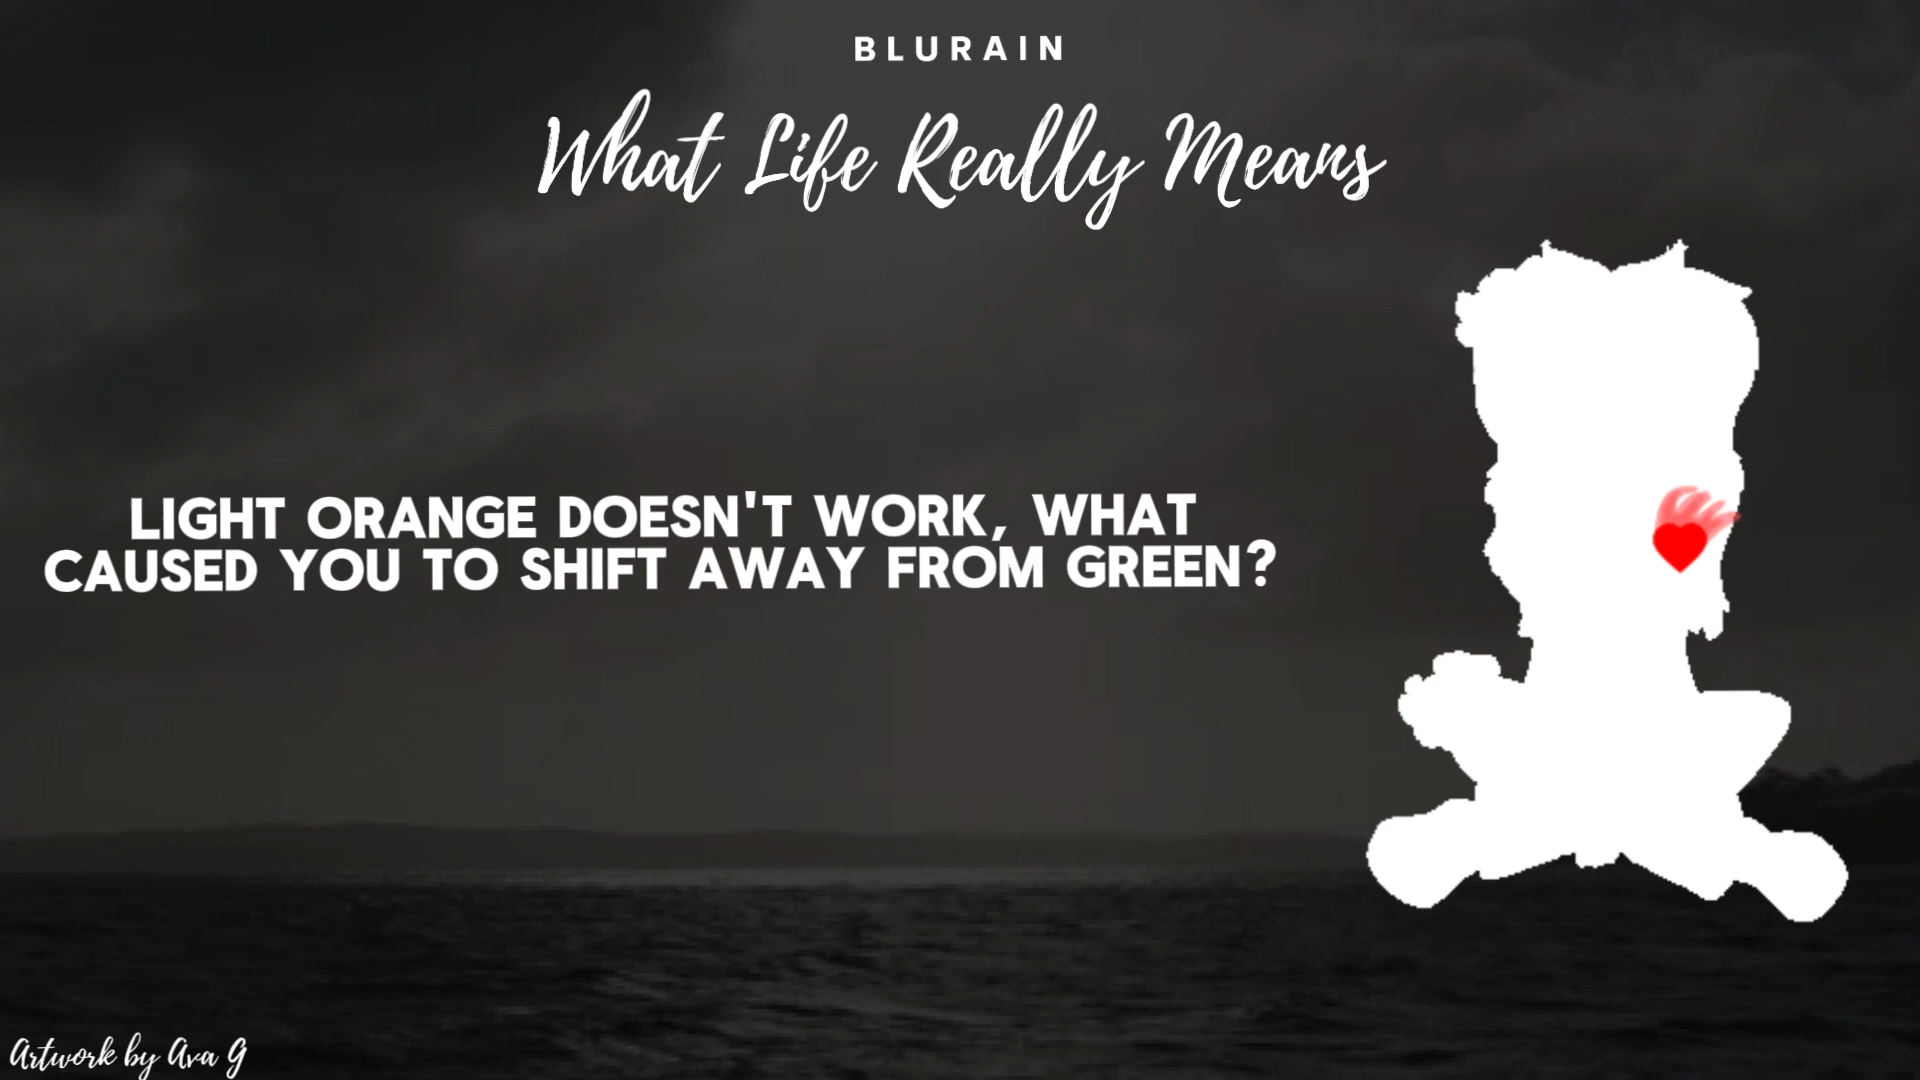 BLURAIN
What Life Really Means
LIGHT ORANGE DOESN'T WORK, WHAT
CAUSED YOU TO SHIFT AWAY FROM GREEN?
Artwork by Ava G